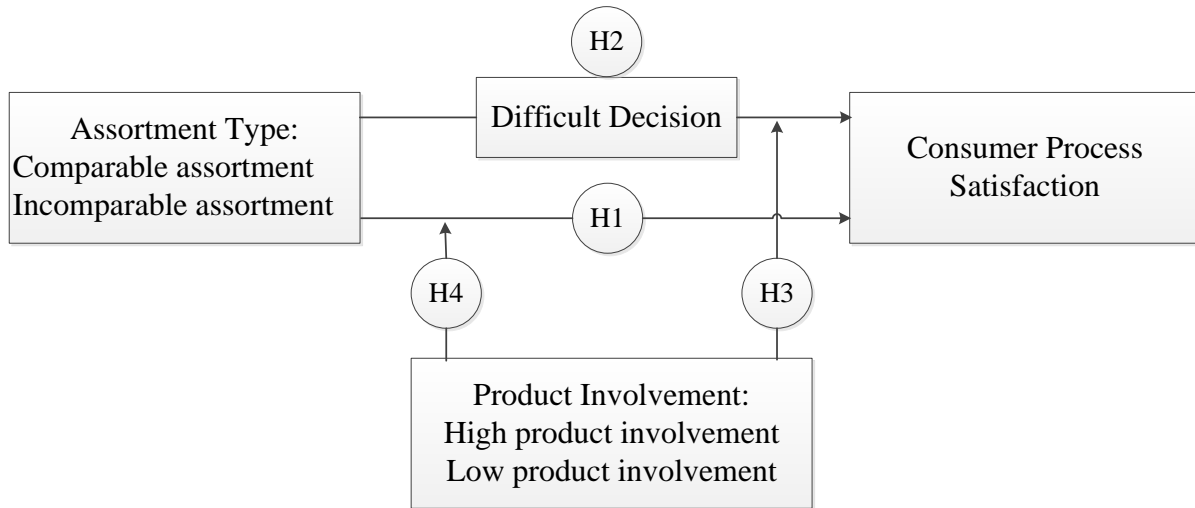 H2
Assortment Type:
Comparable assortment
Incomparable assortment
Difficult Decision
Consumer Process
Satisfaction
H1
H4
H3
Product Involvement:
High product involvement
Low product involvement